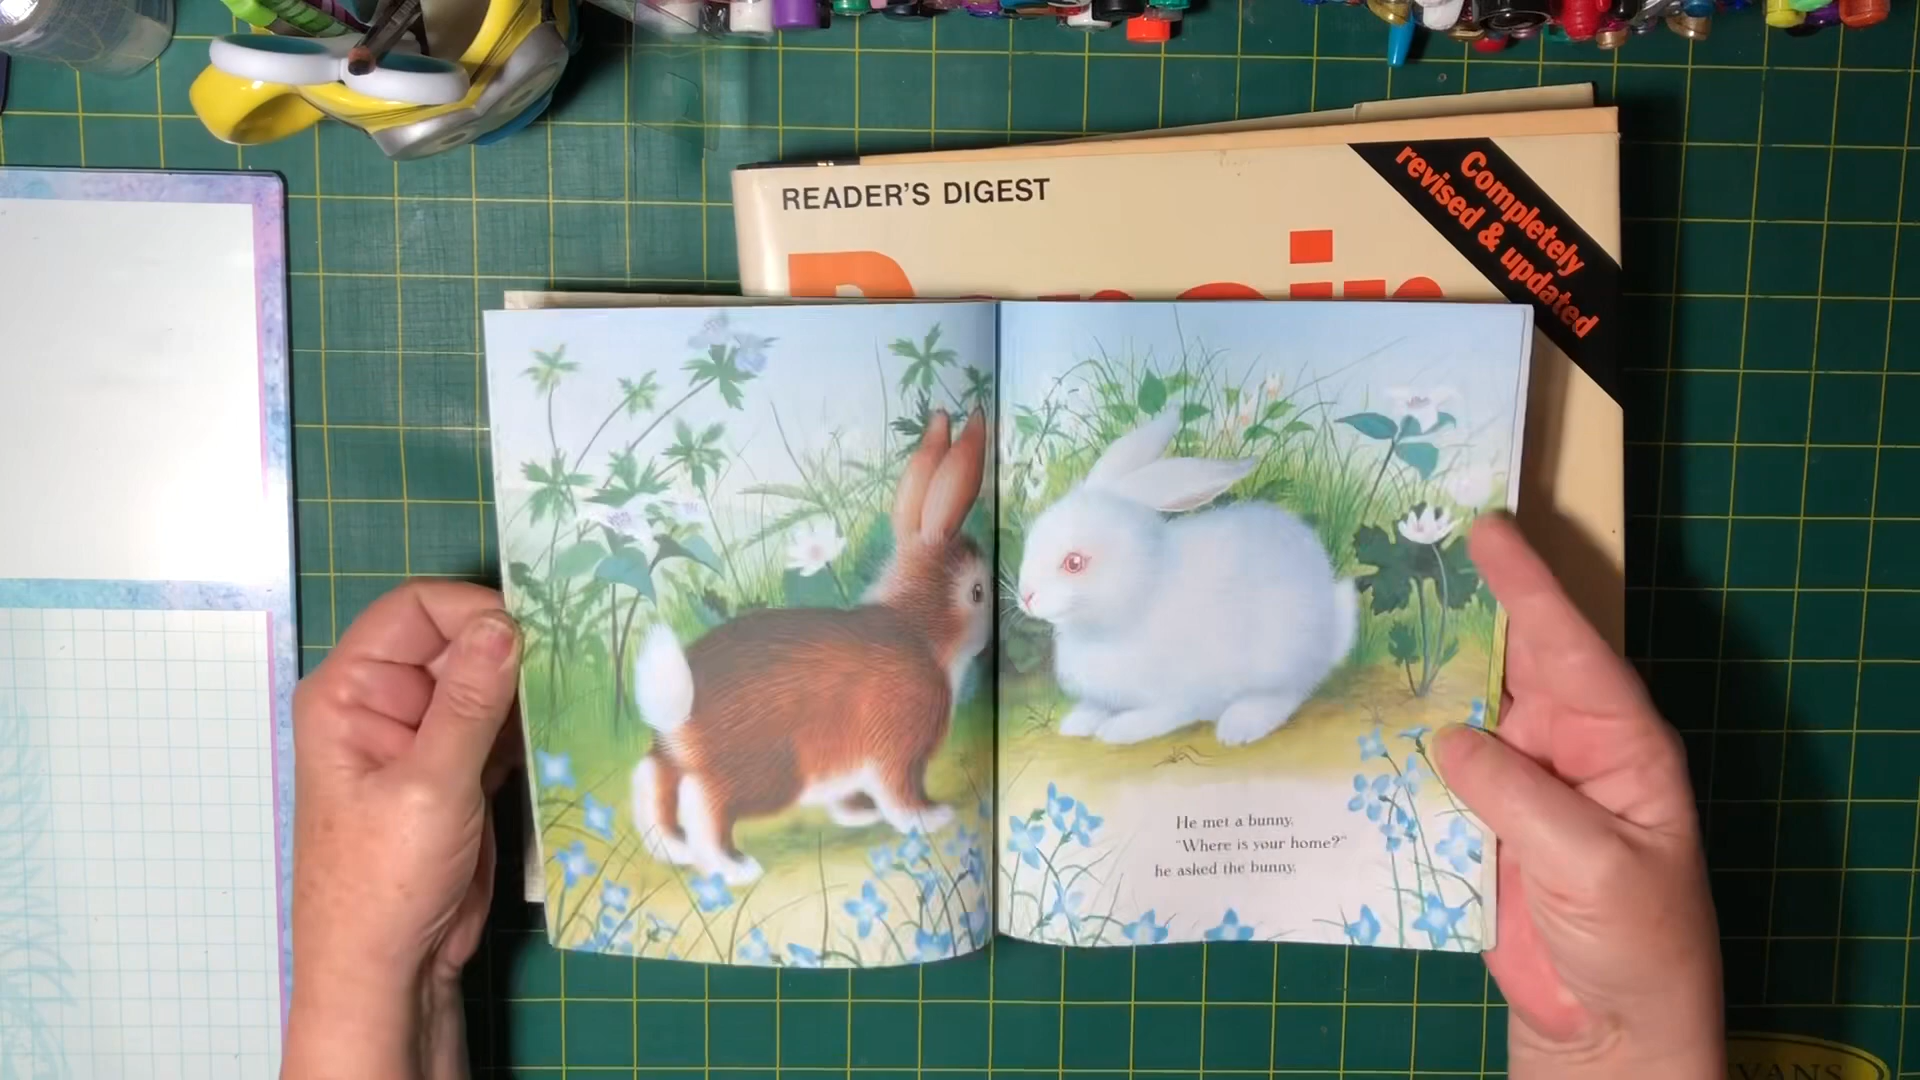 READER'S DIGEST
Completely
revised & updated
He met a bunny.
"Where is your home?"
he asked the bunny.